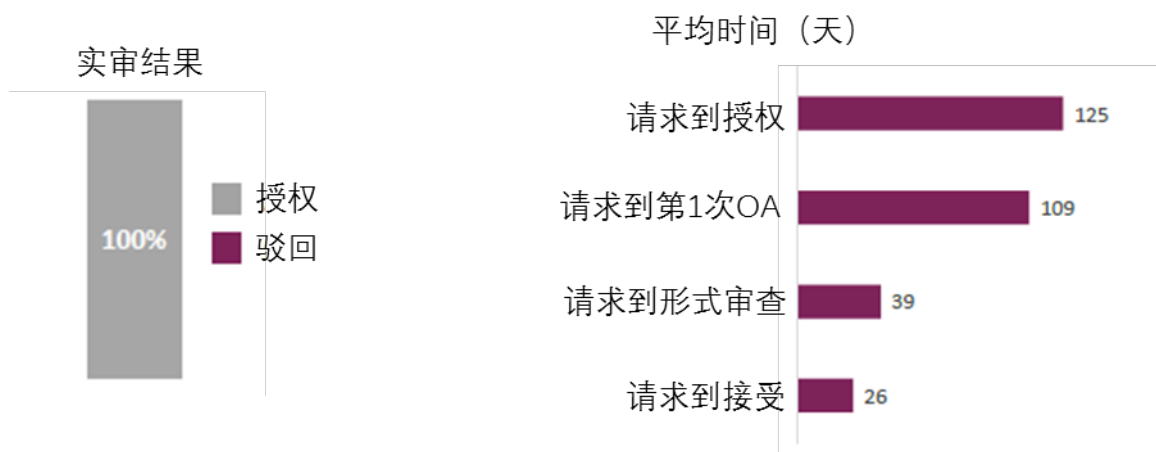 实审结果
100%
授权
驳回
平均时间（天）
请求到授权 125
请求到第1次OA 109
请求到形式审查 39
请求到接受 26